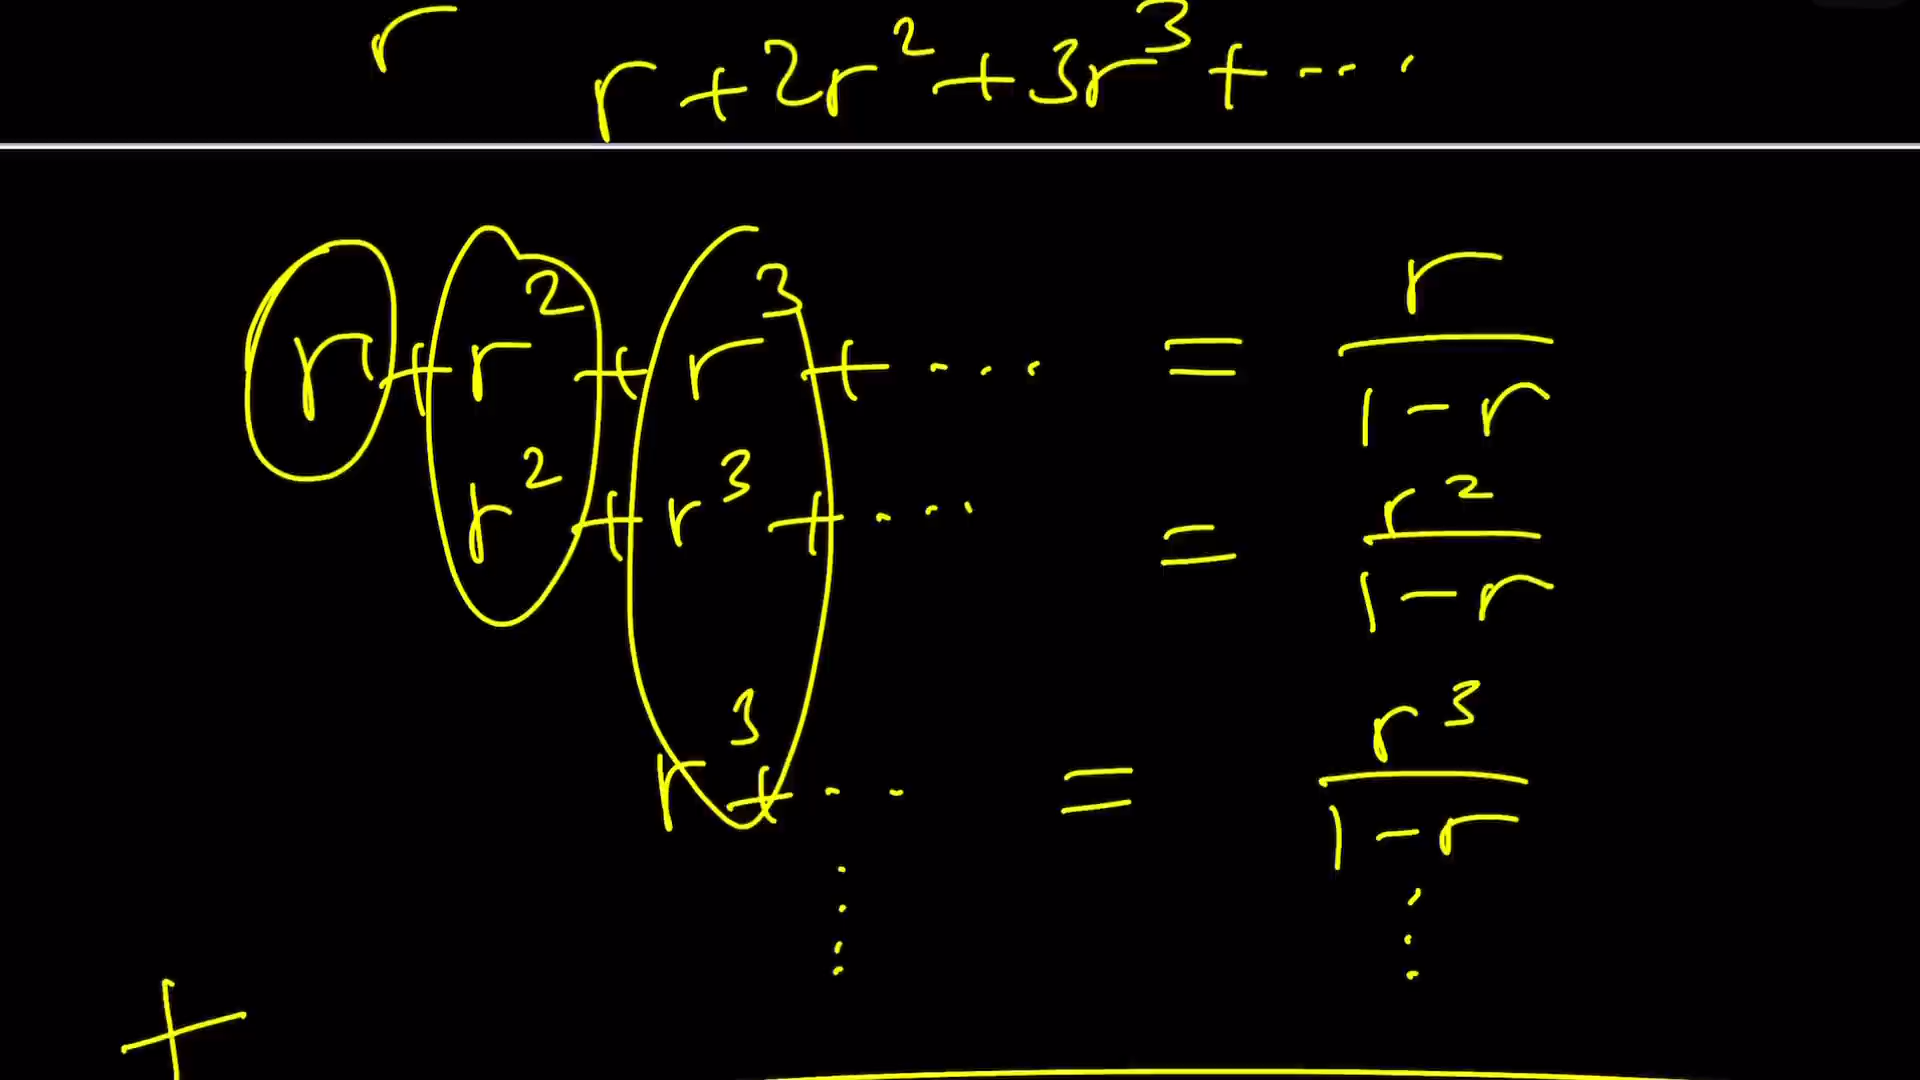 r
r + 2r² + 3r³ + ...
r + r² + r³ + ... = r/(1-r)
r² + r³ + ... = r²/(1-r)
r³ + .. = r³/(1-r)
⋮ ⋮
+